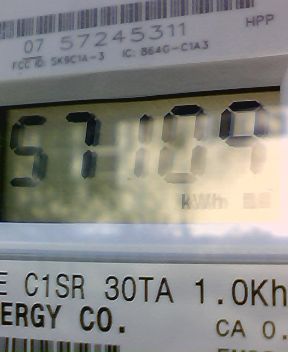 HPP
07 57245311
FCC ID: SK9C1A-3 IC: 864G-C1A3
57109
kWh
E C1SR 30TA 1.0Kh
ERGY CO.
CA 0.